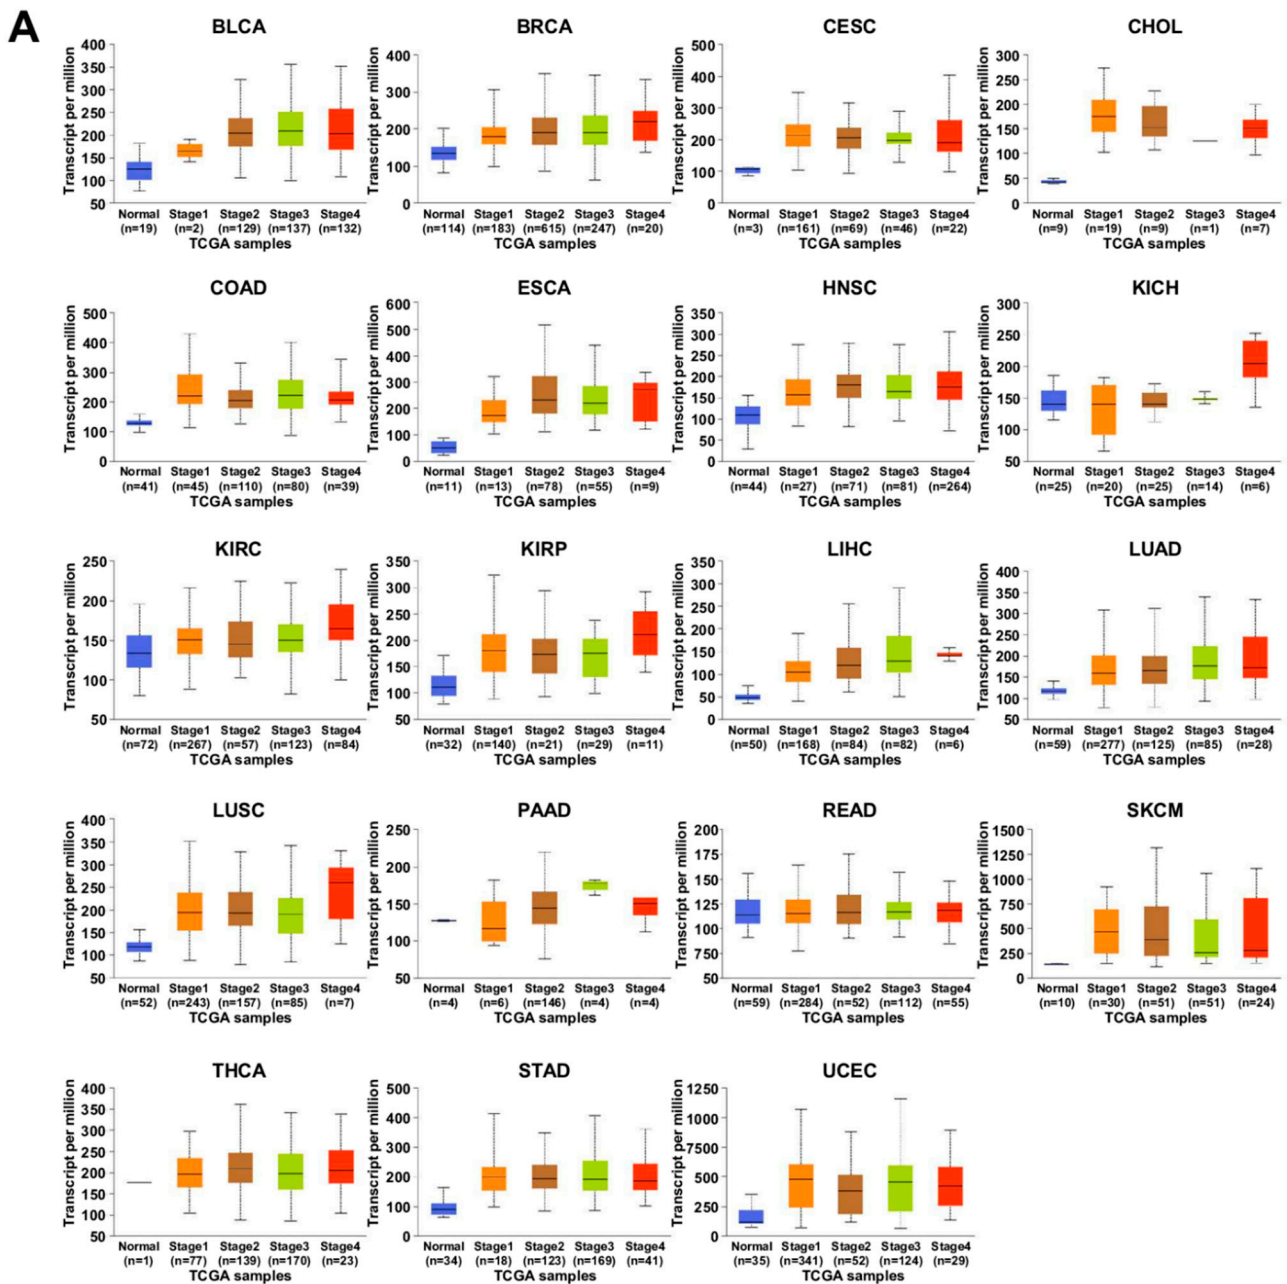 A
BLCA
Transcript per million
400
350
300
250
200
150
100
50
Normal Stage1 Stage2 Stage3 Stage4
(n=19) (n=2) (n=129) (n=137) (n=132)
TCGA samples
BRCA
Transcript per million
400
300
200
100
0
Normal Stage1 Stage2 Stage3 Stage4
(n=114) (n=183) (n=615) (n=247) (n=20)
TCGA samples
CESC
Transcript per million
500
400
300
200
100
0
Normal Stage1 Stage2 Stage3 Stage4
(n=3) (n=161) (n=69) (n=46) (n=22)
TCGA samples
CHOL
Transcript per million
300
250
200
150
100
50
0
Normal Stage1 Stage2 Stage3 Stage4
(n=9) (n=19) (n=9) (n=1) (n=7)
TCGA samples
COAD
Transcript per million
500
400
300
200
100
0
Normal Stage1 Stage2 Stage3 Stage4
(n=41) (n=45) (n=110) (n=80) (n=39)
TCGA samples
ESCA
Transcript per million
600
500
400
300
200
100
0
Normal Stage1 Stage2 Stage3 Stage4
(n=11) (n=13) (n=78) (n=55) (n=9)
TCGA samples
HNSC
Transcript per million
350
300
250
200
150
100
50
0
Normal Stage1 Stage2 Stage3 Stage4
(n=44) (n=27) (n=71) (n=81) (n=264)
TCGA samples
KICH
Transcript per million
300
250
200
150
100
50
Normal Stage1 Stage2 Stage3 Stage4
(n=25) (n=20) (n=25) (n=14) (n=6)
TCGA samples
KIRC
Transcript per million
250
200
150
100
50
Normal Stage1 Stage2 Stage3 Stage4
(n=72) (n=267) (n=57) (n=123) (n=84)
TCGA samples
KIRP
Transcript per million
350
300
250
200
150
100
50
Normal Stage1 Stage2 Stage3 Stage4
(n=32) (n=140) (n=21) (n=29) (n=11)
TCGA samples
LIHC
Transcript per million
350
300
250
200
150
100
50
0
Normal Stage1 Stage2 Stage3 Stage4
(n=50) (n=168) (n=84) (n=82) (n=6)
TCGA samples
LUAD
Transcript per million
400
350
300
250
200
150
100
50
Normal Stage1 Stage2 Stage3 Stage4
(n=59) (n=277) (n=125) (n=85) (n=28)
TCGA samples
LUSC
Transcript per million
400
350
300
250
200
150
100
50
Normal Stage1 Stage2 Stage3 Stage4
(n=52) (n=243) (n=157) (n=85) (n=7)
TCGA samples
PAAD
Transcript per million
250
200
150
100
50
Normal Stage1 Stage2 Stage3 Stage4
(n=4) (n=6) (n=146) (n=4) (n=4)
TCGA samples
READ
Transcript per million
200
175
150
125
100
750
50
Normal Stage1 Stage2 Stage3 Stage4
(n=59) (n=284) (n=52) (n=112) (n=55)
TCGA samples
SKCM
Transcript per million
1500
1250
1000
750
500
250
0
Normal Stage1 Stage2 Stage3 Stage4
(n=10) (n=30) (n=51) (n=51) (n=24)
TCGA samples
THCA
Transcript per million
400
350
300
250
200
150
100
50
Normal Stage1 Stage2 Stage3 Stage4
(n=1) (n=77) (n=139) (n=170) (n=23)
TCGA samples
STAD
Transcript per million
500
400
300
200
100
0
Normal Stage1 Stage2 Stage3 Stage4
(n=34) (n=18) (n=123) (n=169) (n=41)
TCGA samples
UCEC
Transcript per million
1250
1000
7500
500
250
0
Normal Stage1 Stage2 Stage3 Stage4
(n=35) (n=341) (n=52) (n=124) (n=29)
TCGA samples